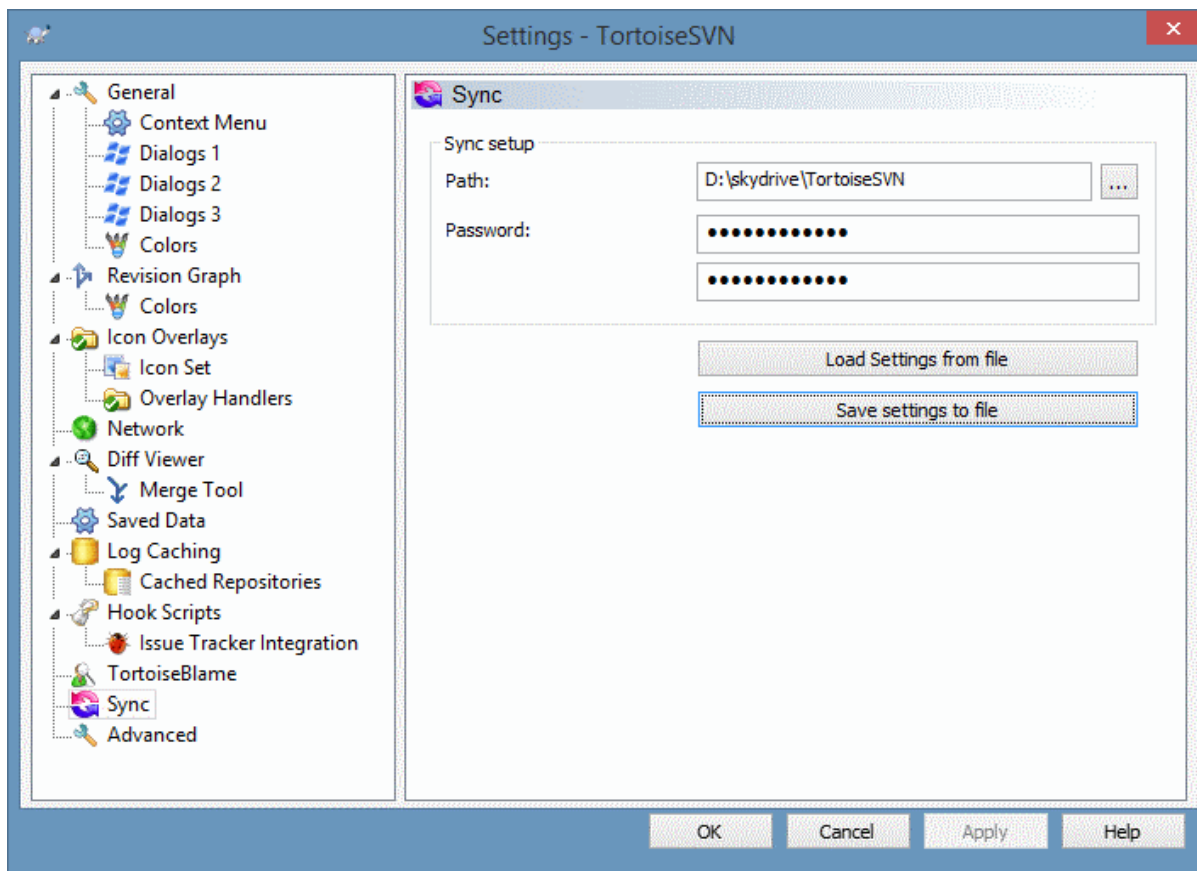 Settings - TortoiseSVN
General
Context Menu
Dialogs 1
Dialogs 2
Dialogs 3
Colors
Revision Graph
Colors
Icon Overlays
Icon Set
Overlay Handlers
Network
Diff Viewer
Merge Tool
Saved Data
Log Caching
Cached Repositories
Hook Scripts
Issue Tracker Integration
TortoiseBlame
Sync
Advanced
Sync
Sync setup
Path:
D:\skydrive\TortoiseSVN
...
Password:
●●●●●●●●●●●●
●●●●●●●●●●●●
Load Settings from file
Save settings to file
OK
Cancel
Apply
Help